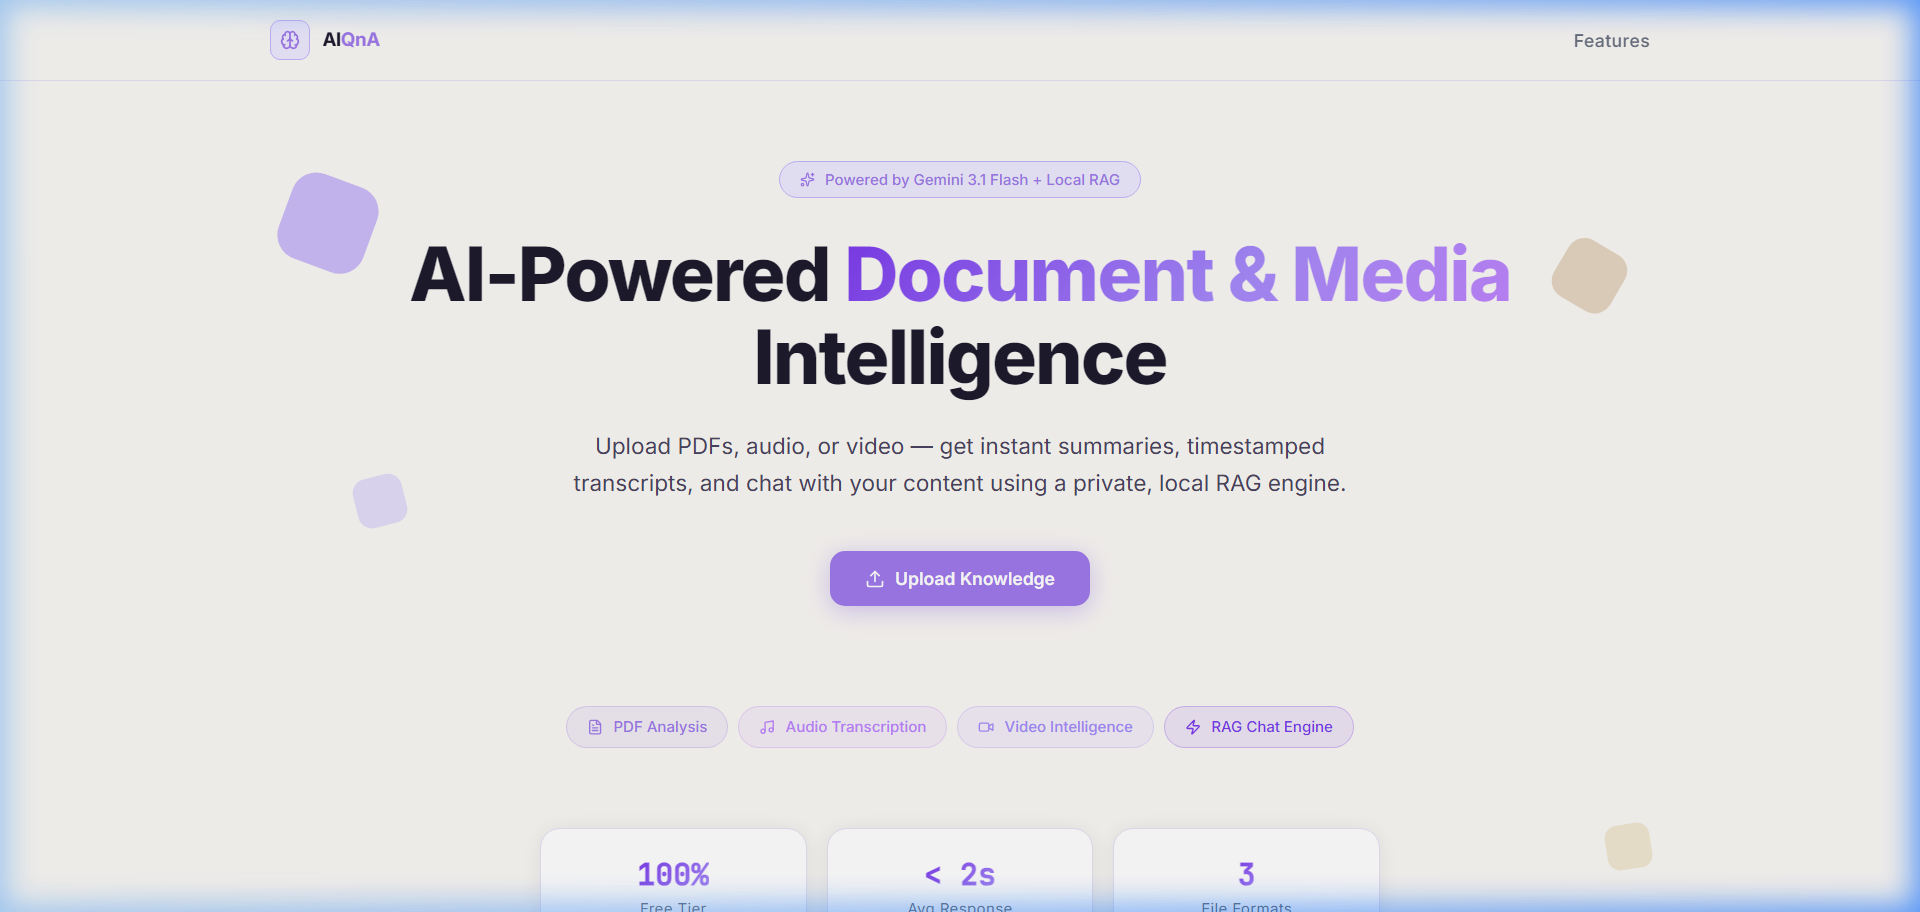 AIQnA
Features
Powered by Gemini 3.1 Flash + Local RAG
AI-Powered Document & Media
Intelligence
Upload PDFs, audio, or video — get instant summaries, timestamped
transcripts, and chat with your content using a private, local RAG engine.
Upload Knowledge
PDF Analysis
Audio Transcription
Video Intelligence
RAG Chat Engine
100%
Free Tier
< 2s
Avg Response
3
File Formats